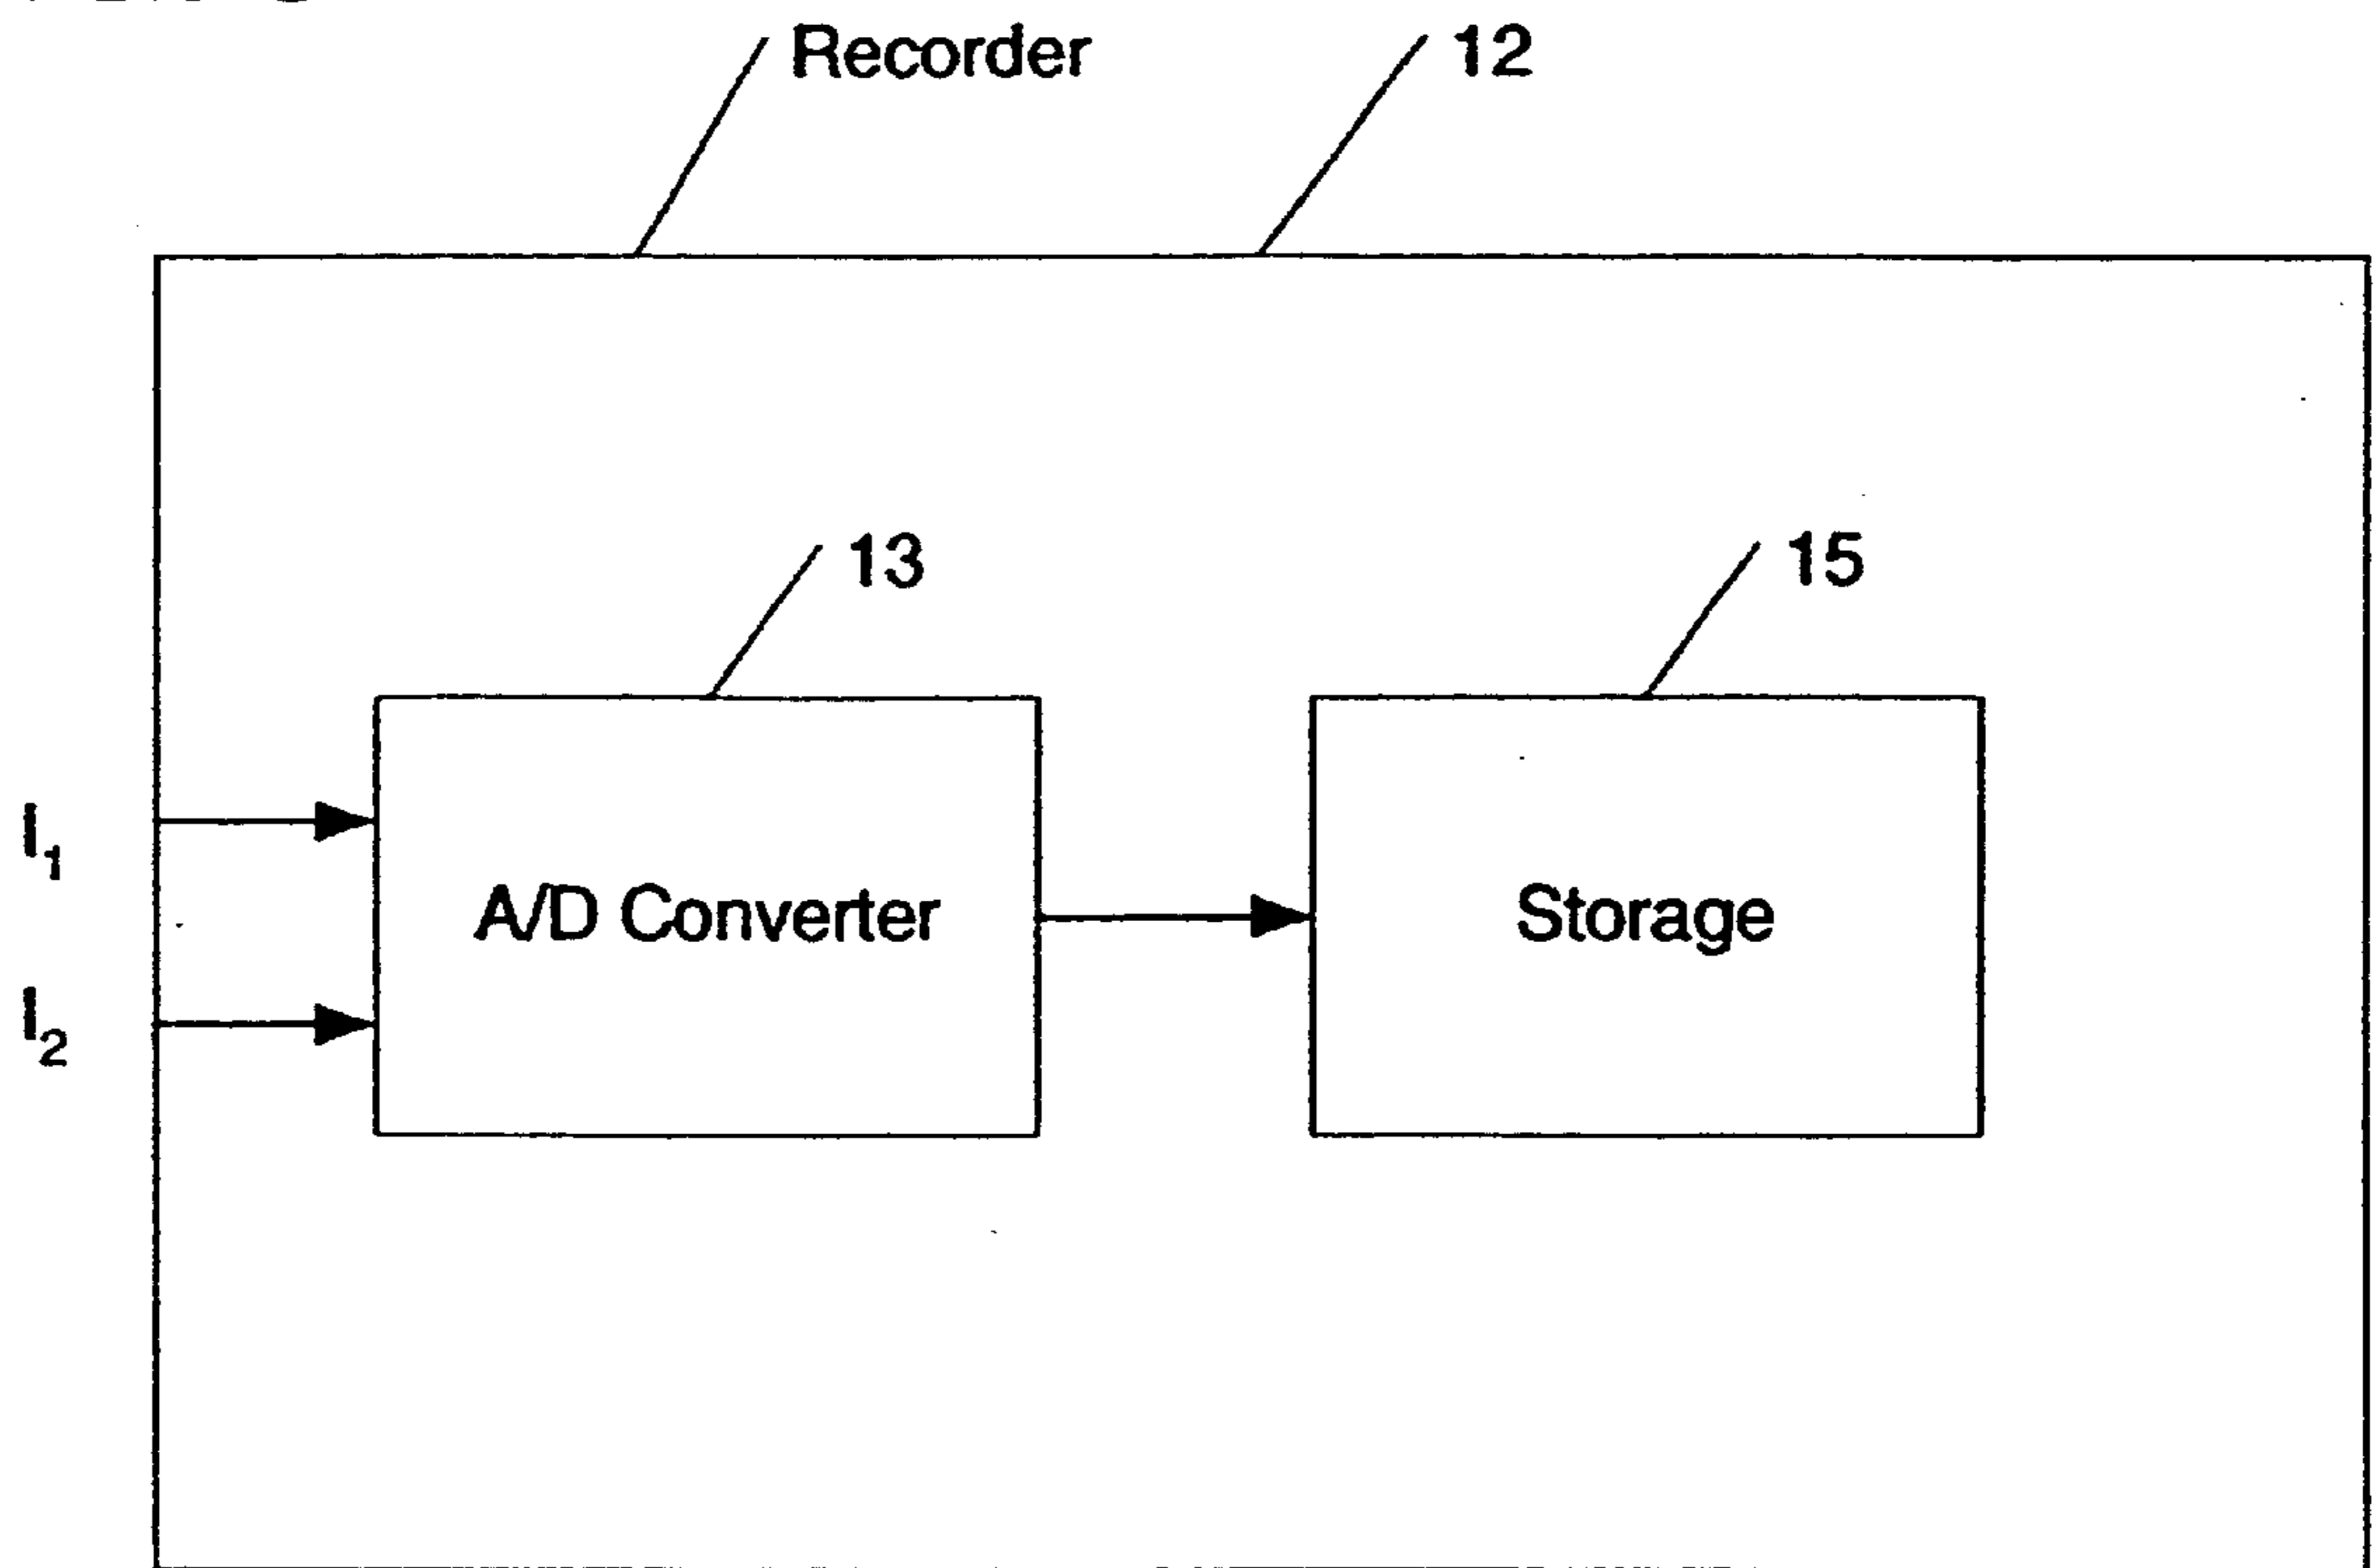 Recorder
12
13
15
I₁
A/D Converter
Storage
I₂